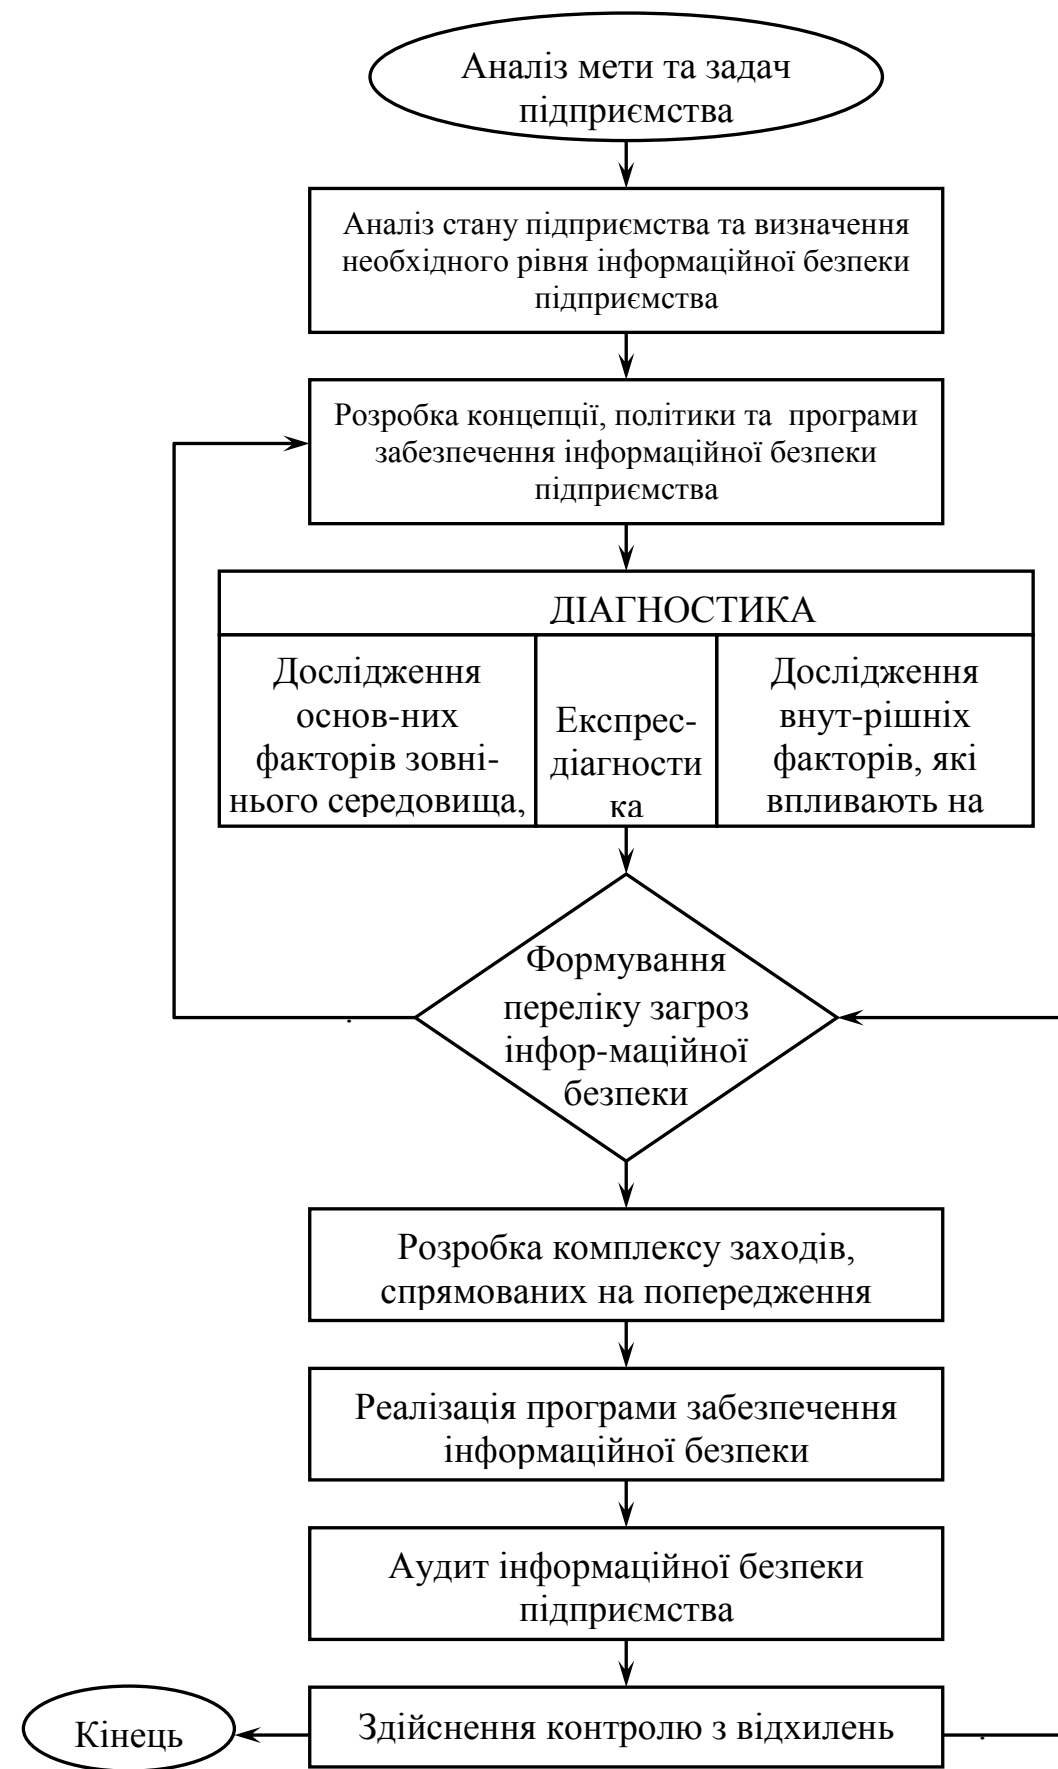 Аналіз мети та задач
підприємства
Аналіз стану підприємства та визначення
необхідного рівня інформаційної безпеки
підприємства
Розробка концепції, політики та програми
забезпечення інформаційної безпеки
підприємства
ДІАГНОСТИКА
Дослідження
основ-них
факторів зовні-
нього середовища,
Експрес-
діагности
ка
Дослідження
внут-рішніх
факторів, які
впливають на
Формування
переліку загроз
інфор-маційної
безпеки
Розробка комплексу заходів,
спрямованих на попередження
Реалізація програми забезпечення
інформаційної безпеки
Аудит інформаційної безпеки
підприємства
Здійснення контролю з відхилень
Кінець